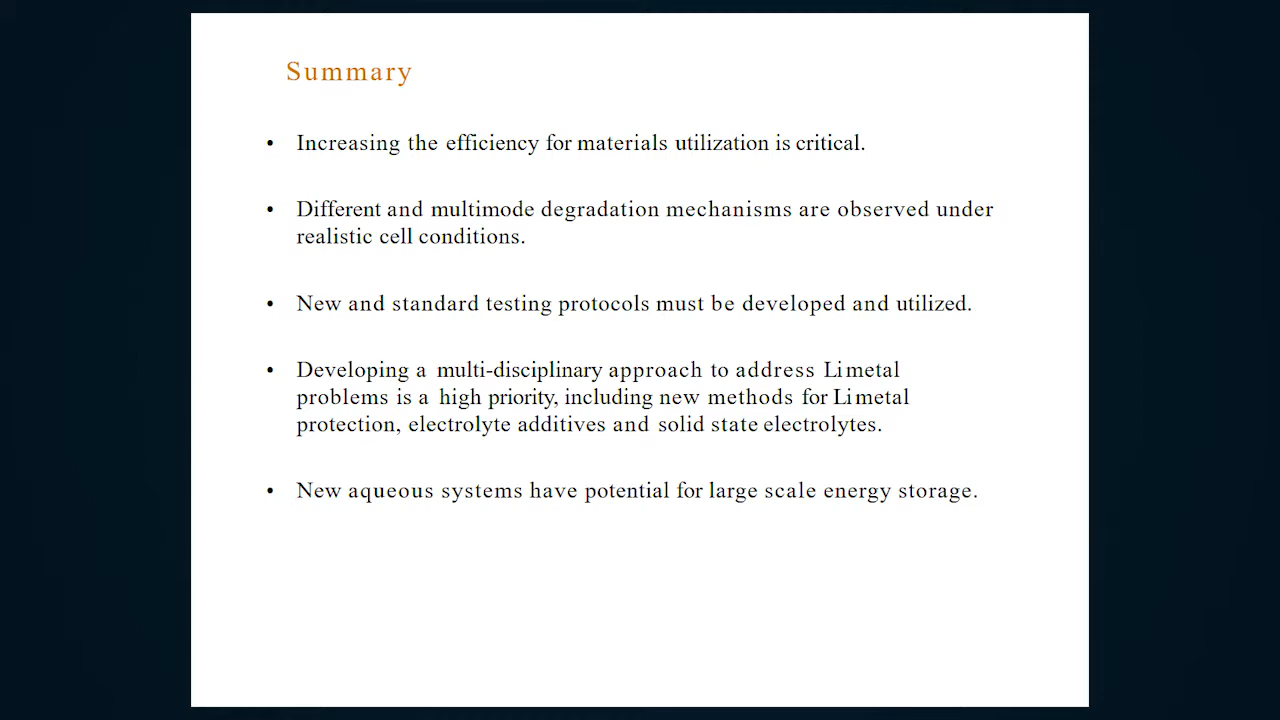 Summary
• Increasing the efficiency for materials utilization is critical.
• Different and multimode degradation mechanisms are observed under
realistic cell conditions.
• New and standard testing protocols must be developed and utilized.
• Developing a multi-disciplinary approach to address Li metal
problems is a high priority, including new methods for Li metal
protection, electrolyte additives and solid state electrolytes.
• New aqueous systems have potential for large scale energy storage.